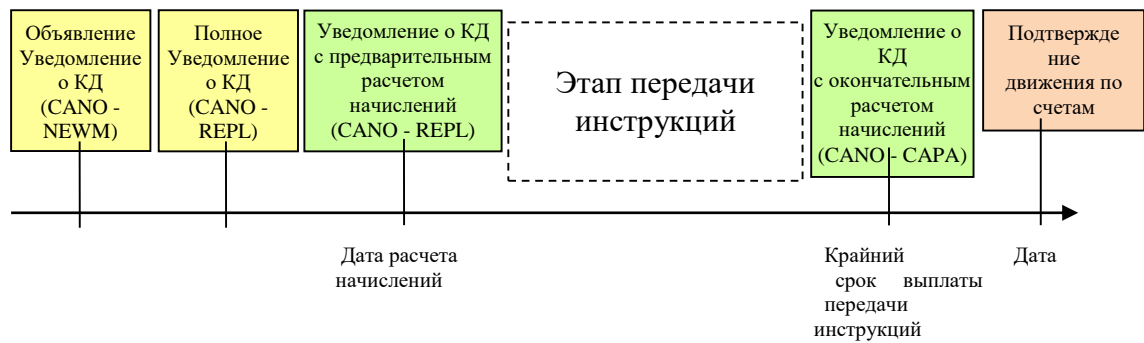 Объявление
Уведомление
о КД
(CANO -
NEWM)
Полное
Уведомление
о КД
(CANO -
REPL)
Уведомление о КД
с предварительным
расчетом
начислений
(CANO - REPL)
Этап передачи
инструкций
Уведомление о
КД
с окончательным
расчетом
начислений
(CANO - CAPA)
Подтвержде
ние
движения по
счетам
Дата расчета
начислений
Крайний
срок выплаты
передачи
инструкций
Дата